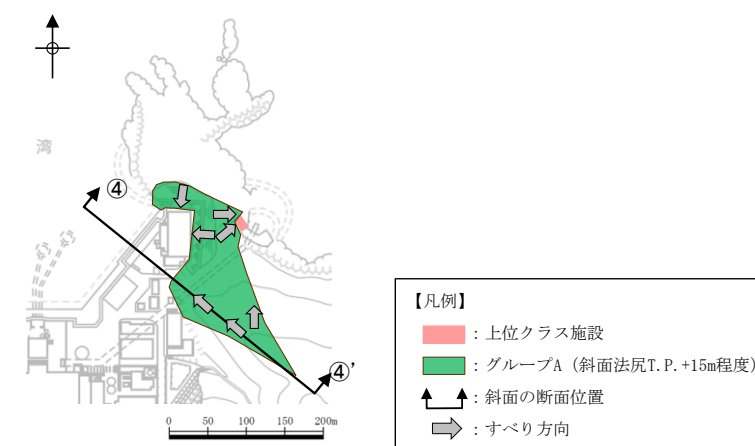 湾
④
④'
0 50 100 150 200m
【凡例】
：上位クラス施設
：グループA（斜面法尻T.P.+15m程度）
：斜面の断面位置
：すべり方向